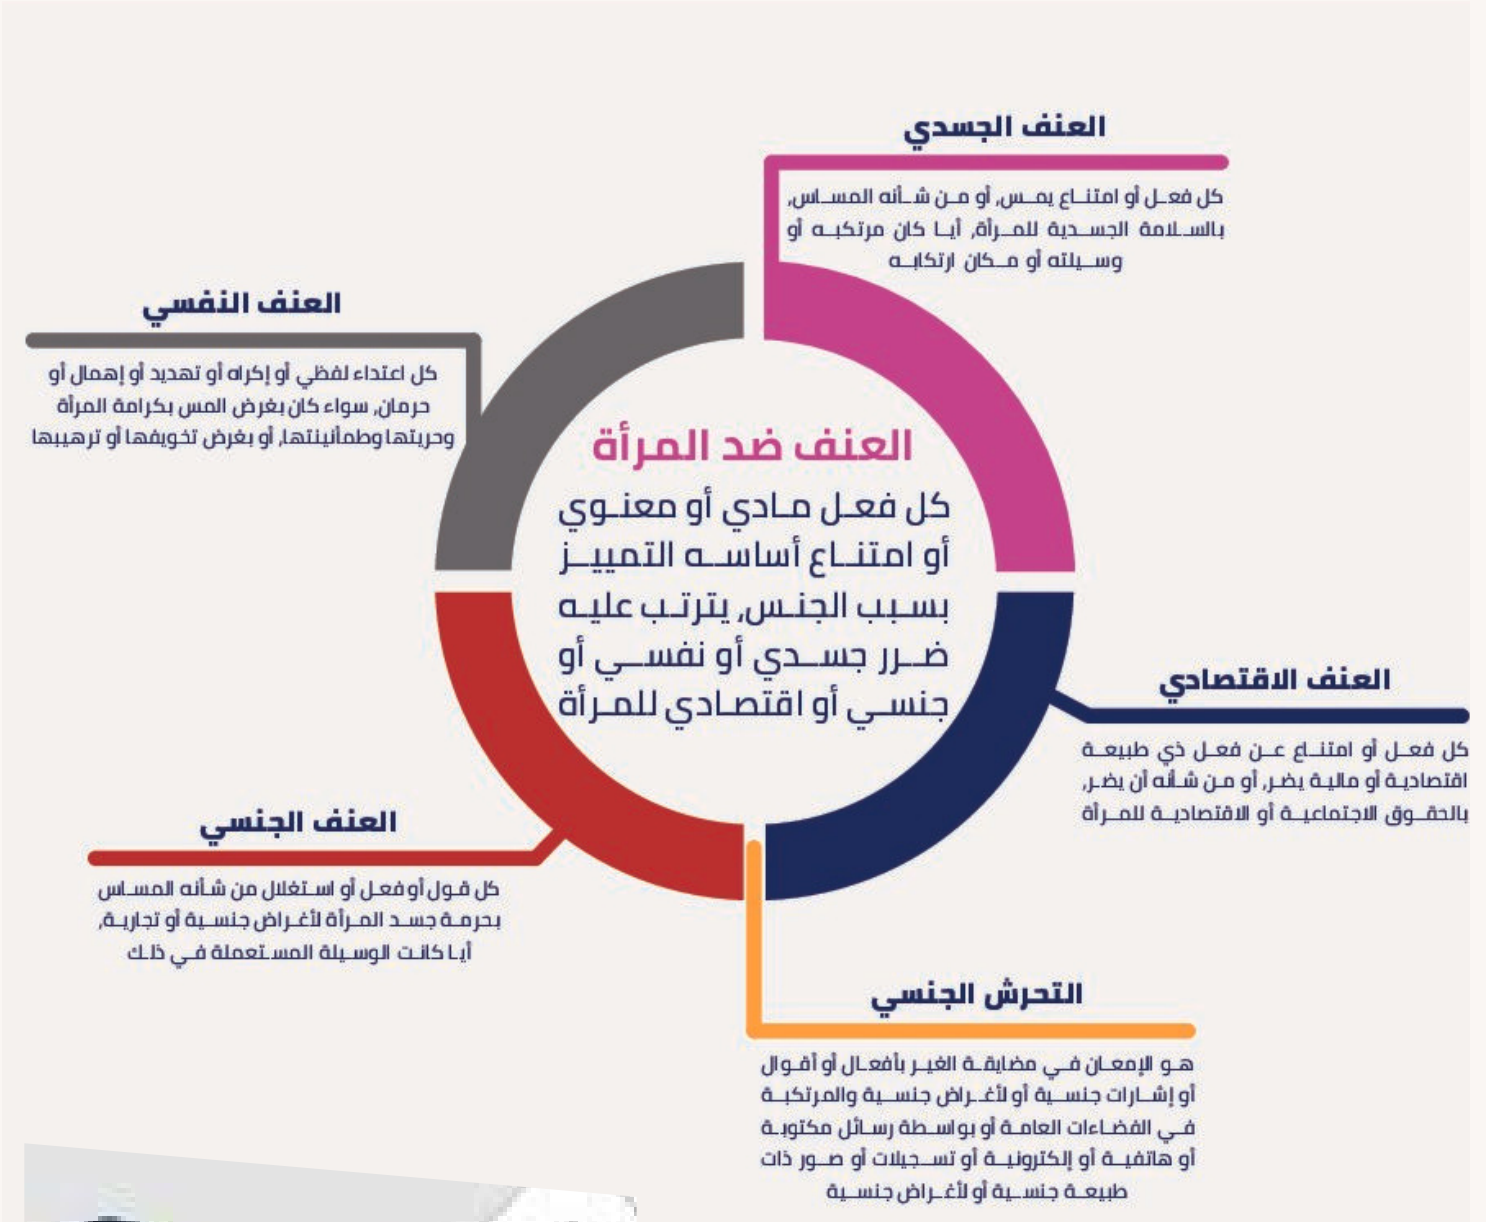 العنف الجسدي
كل فعل أو امتناع يمس، أو من شأنه المساس،
بالسلامة الجسدية للمرأة، أيا كان مرتكبه أو
وسيلته أو مكان ارتكابه
العنف النفسي
كل اعتداء لفظي أو إكراه أو تهديد أو إهمال أو
حرمان، سواء كان بغرض المس بكرامة المرأة
وحريتها وطمأنينتها، أو بغرض تخويفها أو ترهيبها
العنف ضد المرأة
كل فعل مادي أو معنوي
أو امتناع أساسه التمييز
بسبب الجنس، يترتب عليه
ضرر جسدي أو نفسي أو
جنسي أو اقتصادي للمرأة
العنف الاقتصادي
كل فعل أو امتناع عن فعل ذي طبيعة
اقتصادية أو مالية يضر، أو من شأنه أن يضر،
بالحقوق الاجتماعية أو الاقتصادية للمرأة
العنف الجنسي
كل قول أو فعل أو استغلال من شأنه المساس
بحرمة جسد المرأة لأغراض جنسية أو تجارية،
أيا كانت الوسيلة المستعملة في ذلك
التحرش الجنسي
هو الإمعان في مضايقة الغير بأفعال أو أقوال
أو إشارات جنسية أو لأغراض جنسية والمرتكبة
في الفضاءات العامة أو بواسطة رسائل مكتوبة
أو هاتفية أو إلكترونية أو تسجيلات أو صور ذات
طبيعة جنسية أو لأغراض جنسية